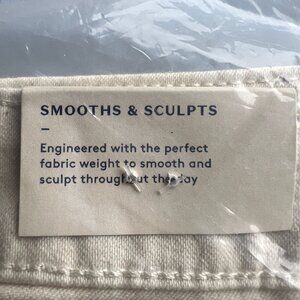 SMOOTHS & SCULPTS
–
Engineered with the perfect
fabric weight to smooth and
sculpt throughout the day